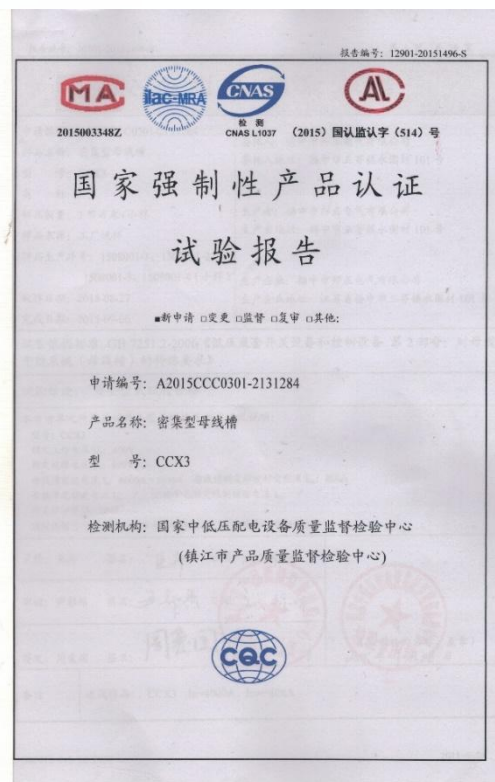 报告编号: 12901-20151496-S
MA
ilac-MRA
CNAS
AL
检 测
2015003348Z
CNAS L1037
(2015) 国认监认字 (514) 号
国家强制性产品认证
试验报告
■新申请 □变更 □监督 □复审 □其他:
申请编号: A2015CCC0301-2131284
产品名称: 密集型母线槽
型 号: CCX3
检测机构: 国家中低压配电设备质量监督检验中心
(镇江市产品质量监督检验中心)
CQC